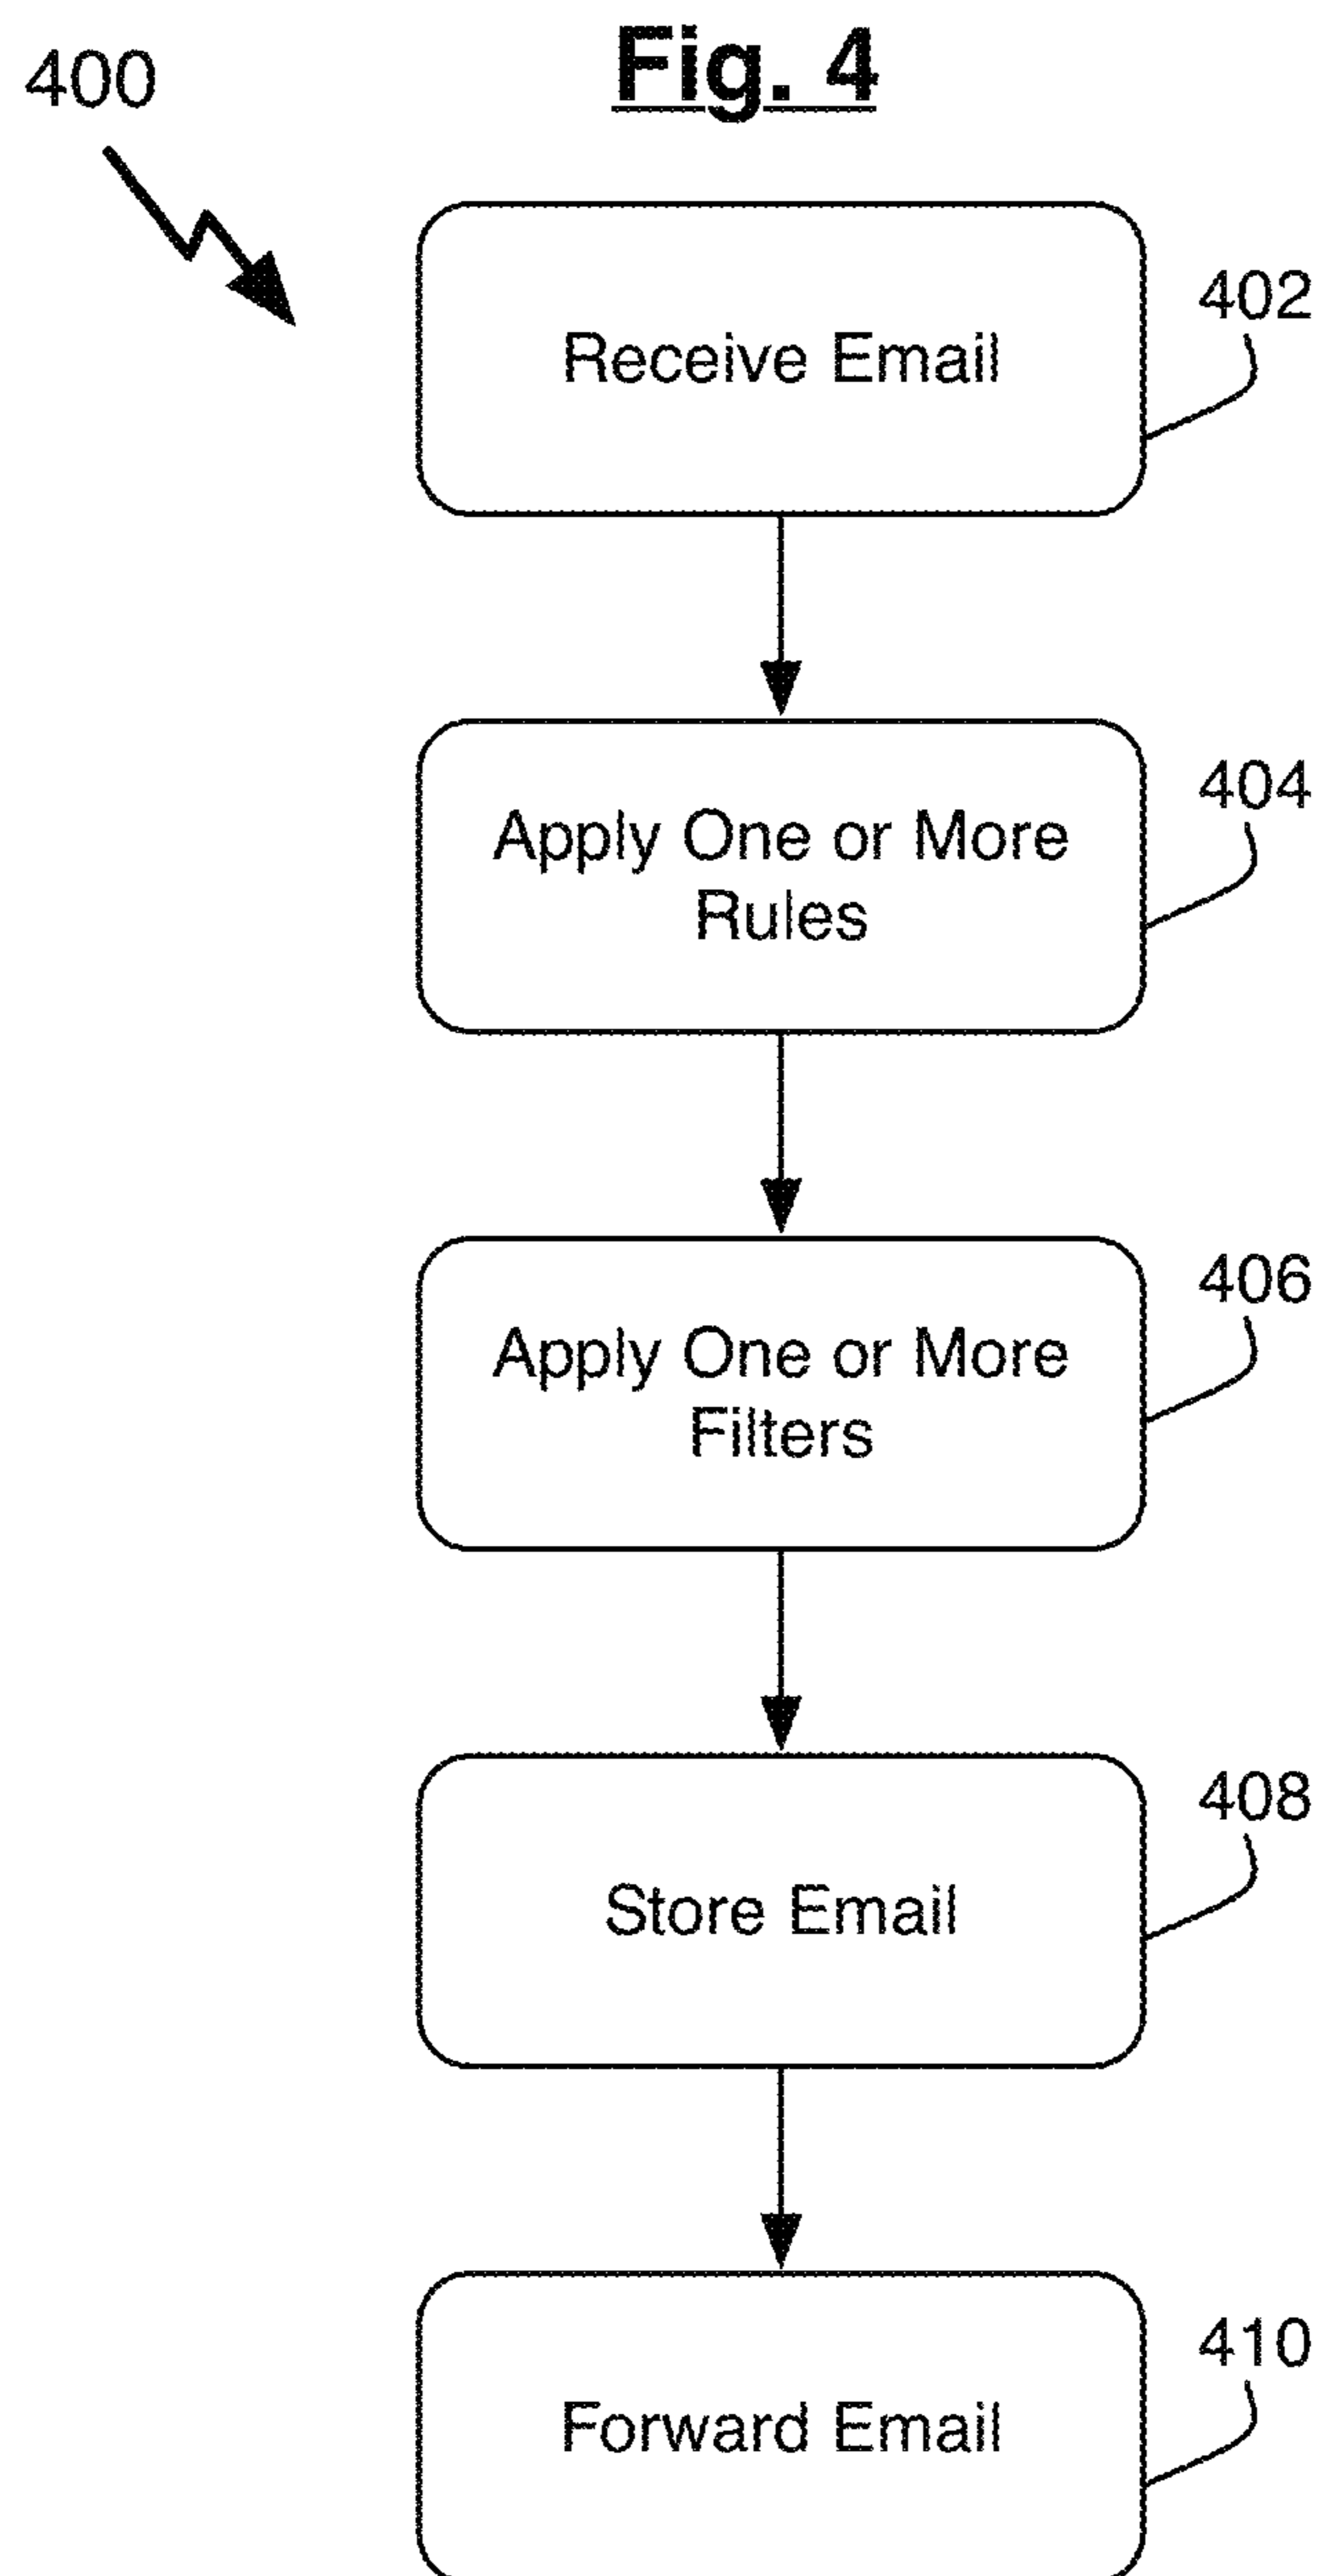 Fig. 4
400
Receive Email
402
Apply One or More
Rules
404
Apply One or More
Filters
406
Store Email
408
Forward Email
410